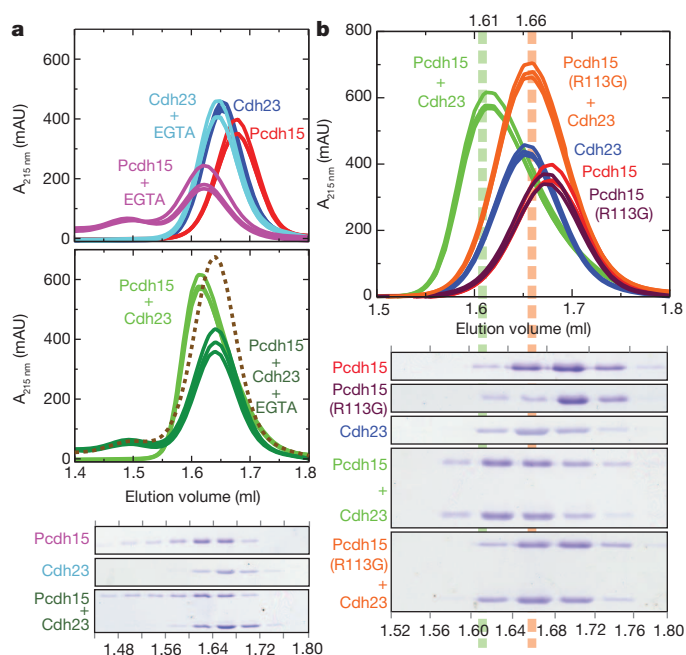 a
A215 nm (mAU)
600
400
200
0
Cdh23
+
EGTA
Cdh23
Pcdh15
Pcdh15
+
EGTA
A215 nm (mAU)
600
400
200
0
Pcdh15
+
Cdh23
Pcdh15
+
Cdh23
+
EGTA
1.4 1.5 1.6 1.7 1.8
Elution volume (ml)
Pcdh15
Cdh23
Pcdh15
+
Cdh23
1.48 1.56 1.64 1.72 1.80
b
1.61 1.66
A215 nm (mAU)
800
600
400
200
0
Pcdh15
+
Cdh23
Pcdh15
(R113G)
+
Cdh23
Cdh23
Pcdh15
Pcdh15
(R113G)
1.5 1.6 1.7 1.8
Elution volume (ml)
Pcdh15
Pcdh15
(R113G)
Cdh23
Pcdh15
+
Cdh23
Pcdh15
(R113G)
+
Cdh23
1.52 1.56 1.60 1.64 1.68 1.72 1.76 1.80